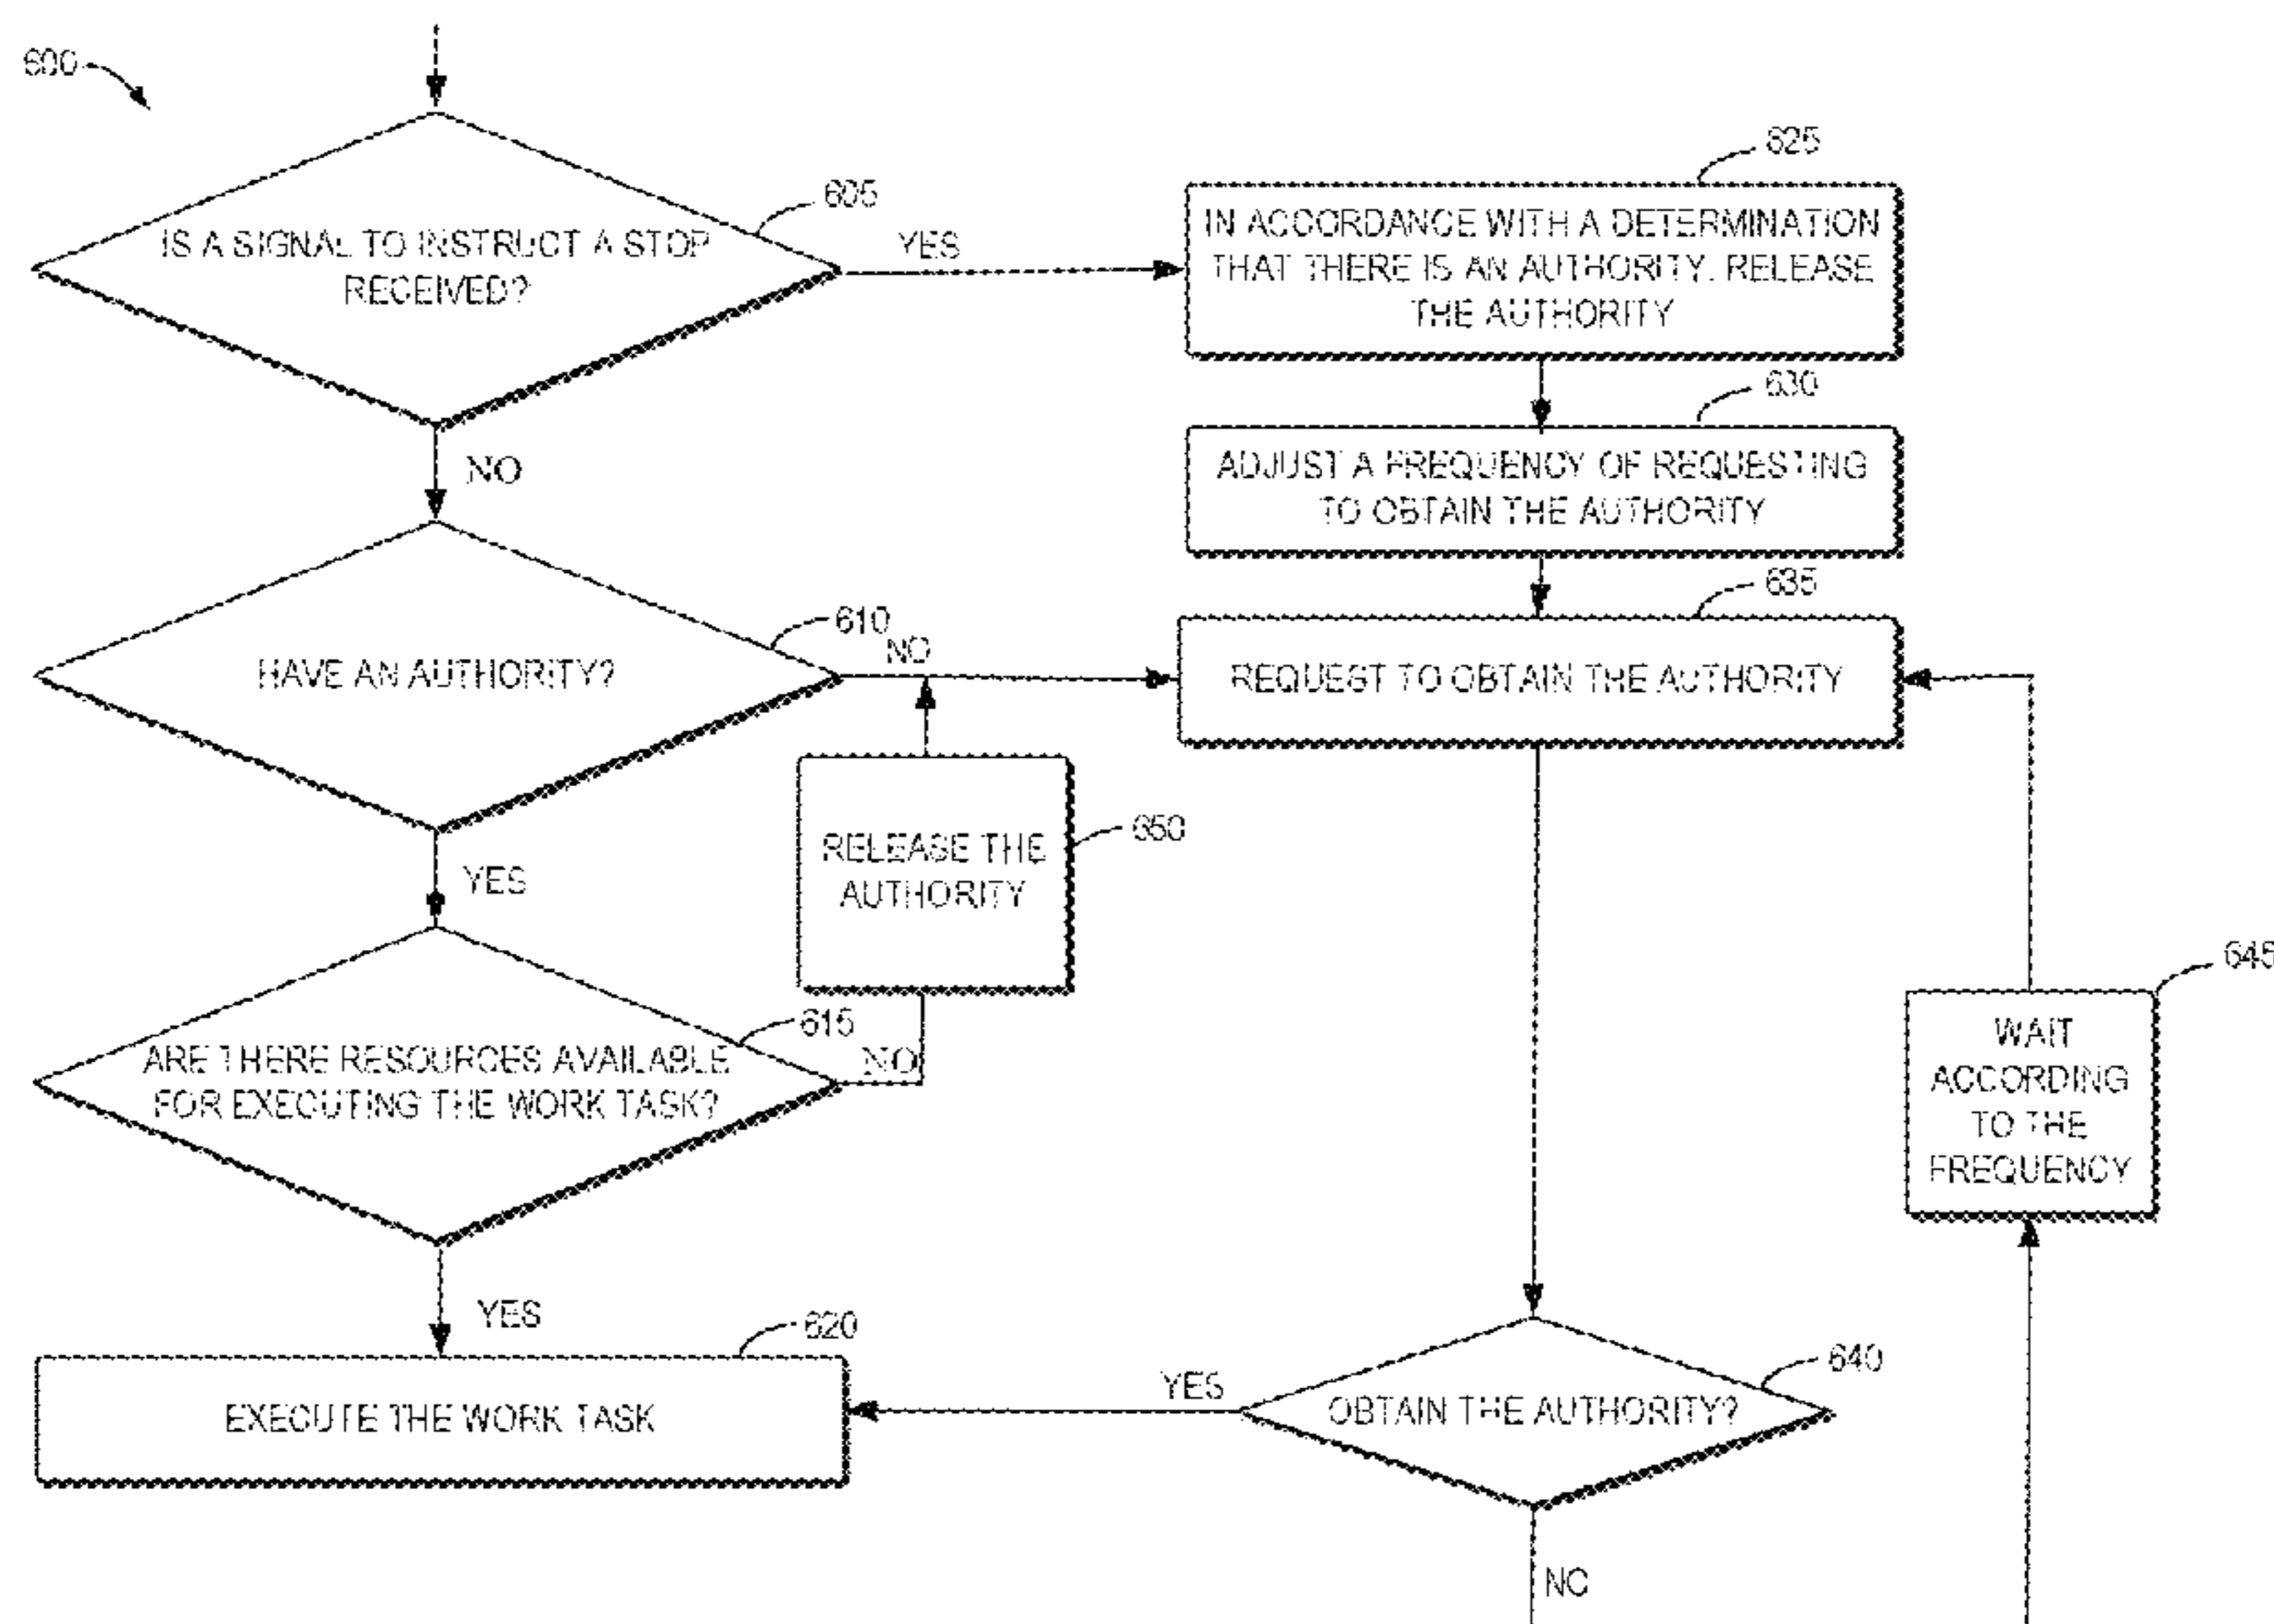 600
IS A SIGNAL TO INSTRUCT A STOP
RECEIVED?
605
YES
625
IN ACCORDANCE WITH A DETERMINATION
THAT THERE IS AN AUTHORITY, RELEASE
THE AUTHORITY
630
ADJUST A FREQUENCY OF REQUESTING
TO OBTAIN THE AUTHORITY
NO
635
REQUEST TO OBTAIN THE AUTHORITY
610
NO
HAVE AN AUTHORITY?
YES
RELEASE THE
AUTHORITY
650
615
ARE THERE RESOURCES AVAILABLE
FOR EXECUTING THE WORK TASK?
NO
645
WAIT
ACCORDING
TO THE
FREQUENCY
YES
620
EXECUTE THE WORK TASK
YES
640
OBTAIN THE AUTHORITY?
NO